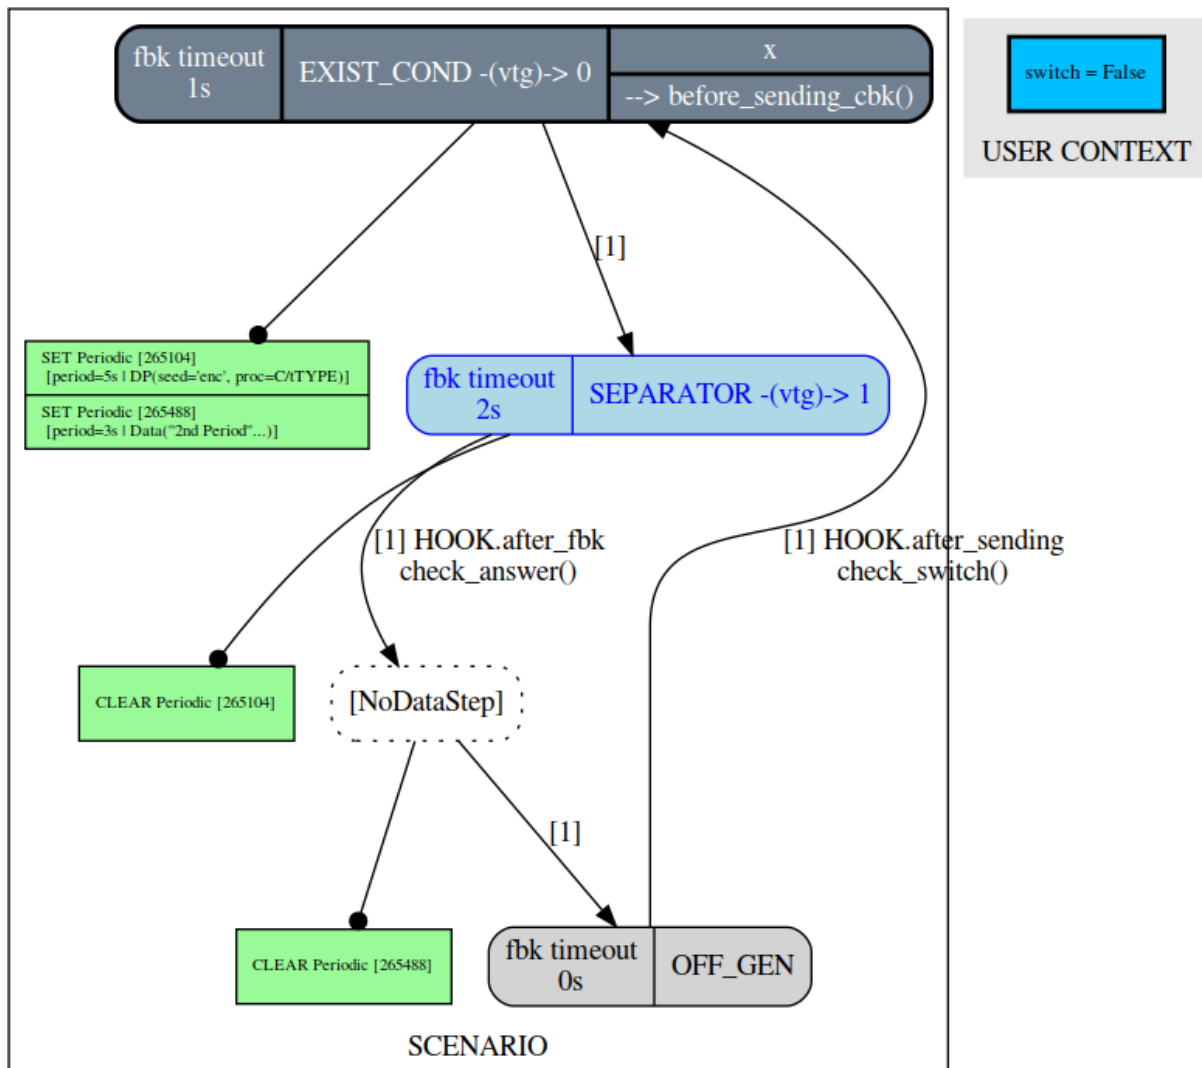 fbk timeout
1s
EXIST_COND -(vtg)-> 0
x
--> before_sending_cbk()
switch = False
USER CONTEXT
[1]
SET Periodic [265104]
[period=5s | DP(seed='enc', proc=C/tTYPE)]
SET Periodic [265488]
[period=3s | Data("2nd Period"...)]
fbk timeout
2s
SEPARATOR -(vtg)-> 1
[1] HOOK.after_fbk
check_answer()
[1] HOOK.after_sending
check_switch()
CLEAR Periodic [265104]
[NoDataStep]
[1]
CLEAR Periodic [265488]
fbk timeout
0s
OFF_GEN
SCENARIO